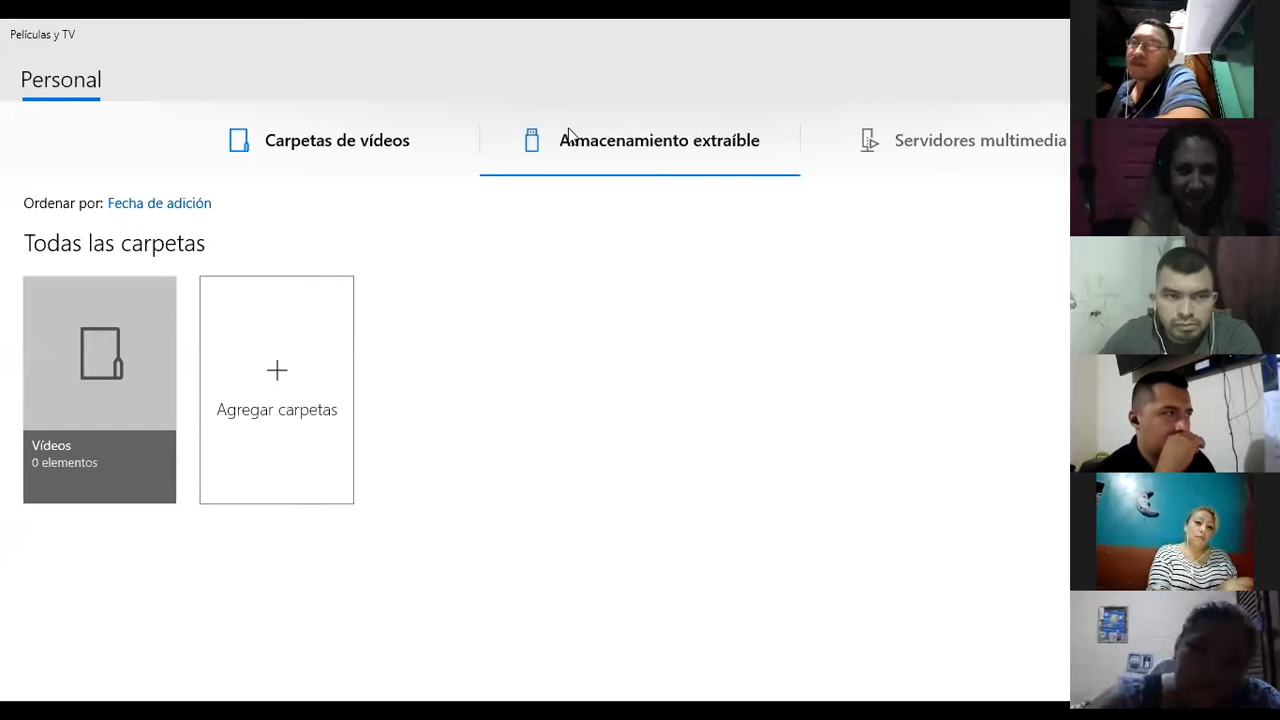 Películas y TV
Personal
Carpetas de vídeos
Almacenamiento extraíble
Servidores multimedia
Ordenar por: Fecha de adición
Todas las carpetas
Vídeos
0 elementos
Agregar carpetas